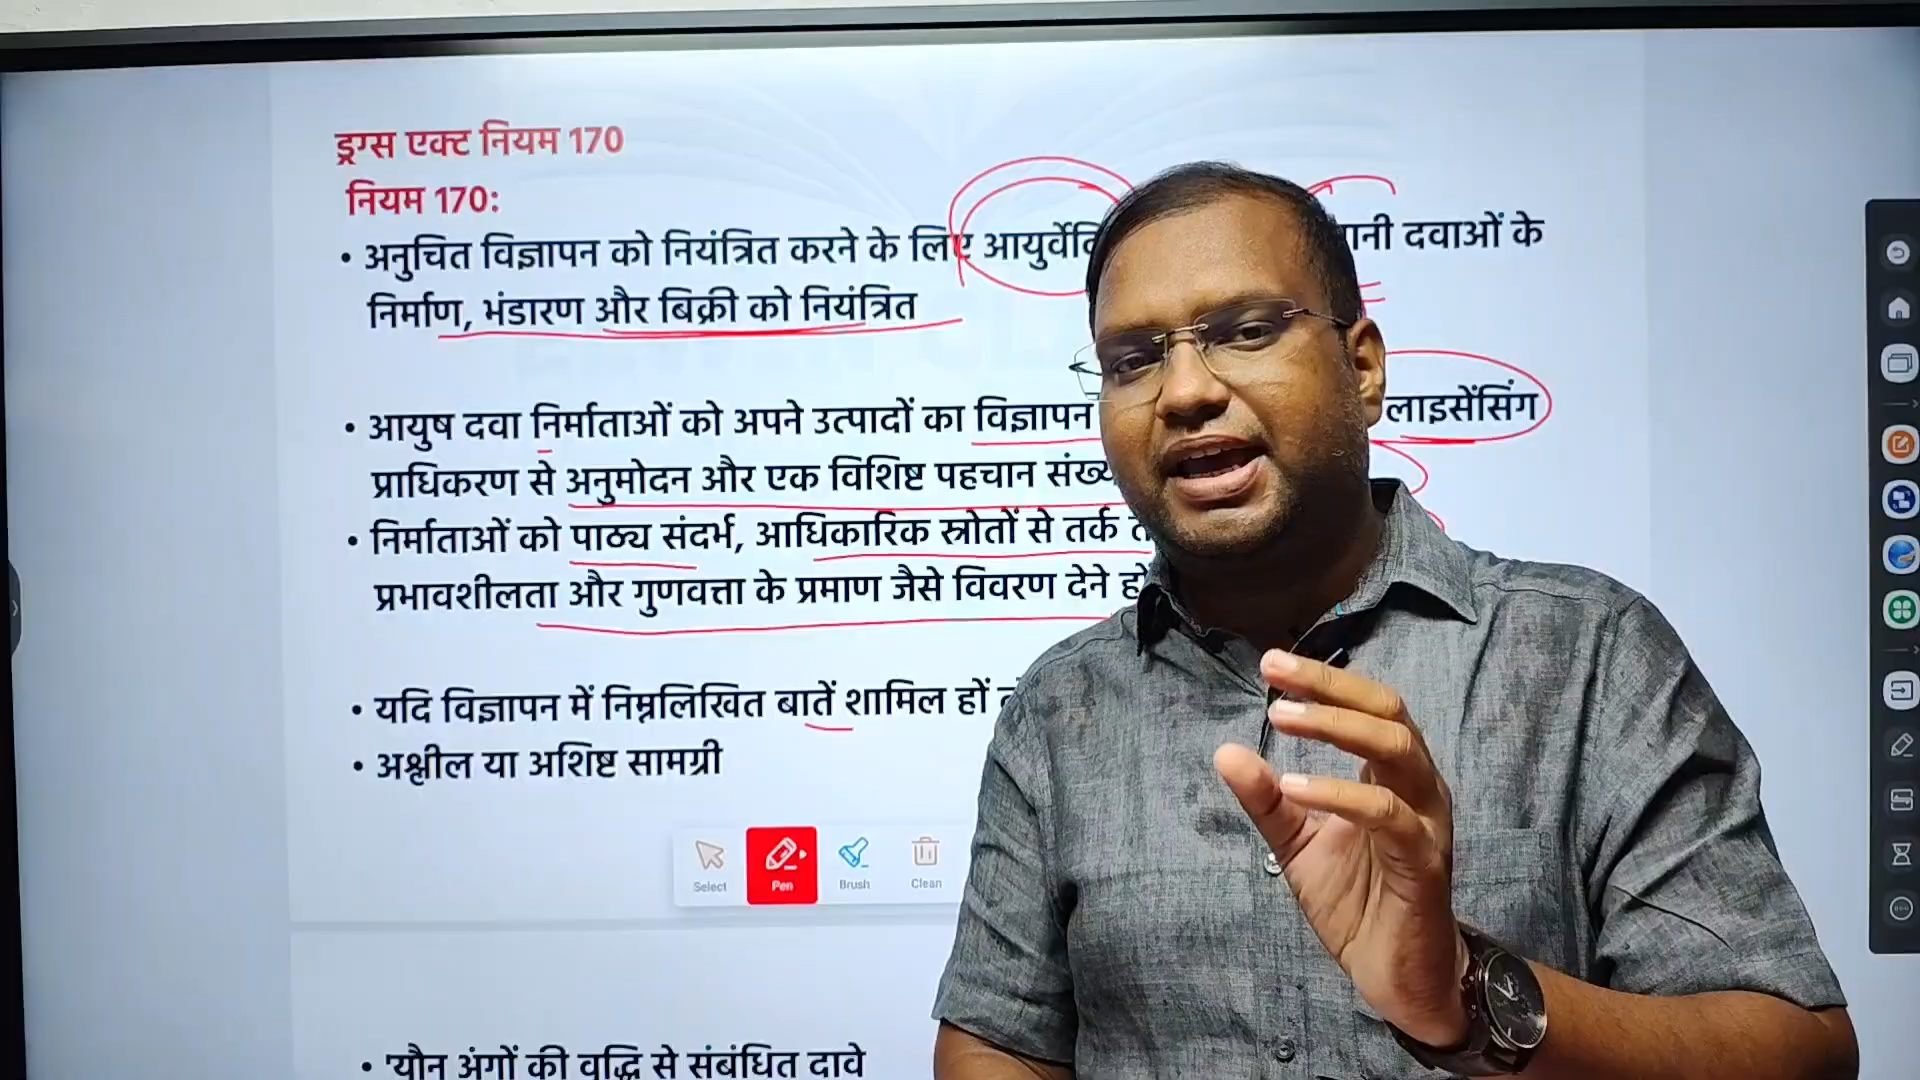 ड्रग्स एक्ट नियम 170
नियम 170:
• अनुचित विज्ञापन को नियंत्रित करने के लिए दवाओं के
निर्माण, भंडारण और बिक्री को नियंत्रित
• आयुष दवा निर्माताओं को अपने उत्पादों का विज्ञापन लाइसेंसिंग
प्राधिकरण से अनुमोदन और एक विशिष्ट पहचान
• निर्माताओं को पाठ्य संदर्भ, आधिकारिक स्रोतों से तर्क
प्रभावशीलता और गुणवत्ता के प्रमाण जैसे विवरण देने
• यदि विज्ञापन में निम्नलिखित बातें शामिल हों
• अश्लील या अशिष्ट सामग्री
Select Pen Brush Clean
• 'यौन अंगों की वृद्धि से संबंधित दावे